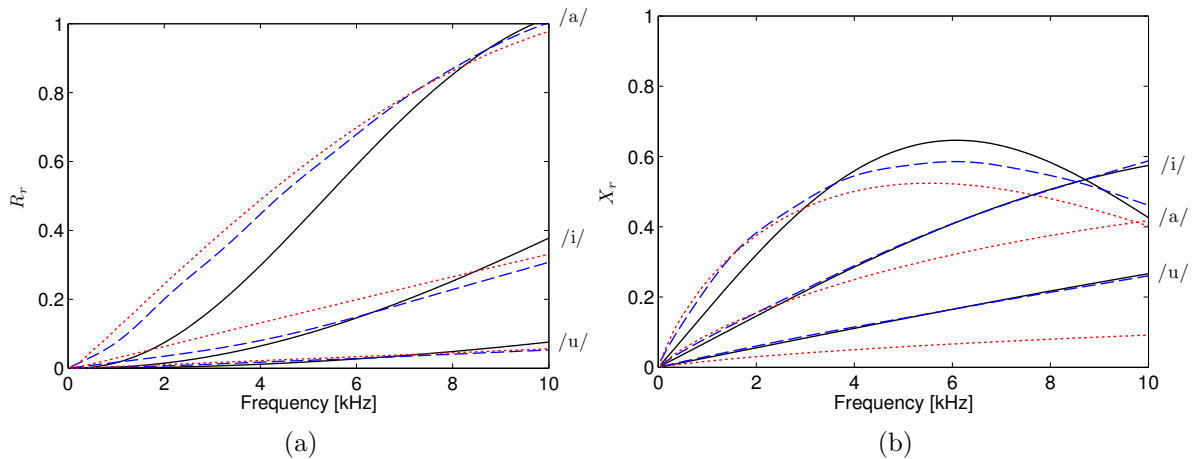 1
0.8
0.6
0.4
0.2
0
R_r
0 2 4 6 8 10
Frequency [kHz]
/a/
/i/
/u/
(a)
1
0.8
0.6
0.4
0.2
0
X_r
0 2 4 6 8 10
Frequency [kHz]
/i/
/a/
/u/
(b)